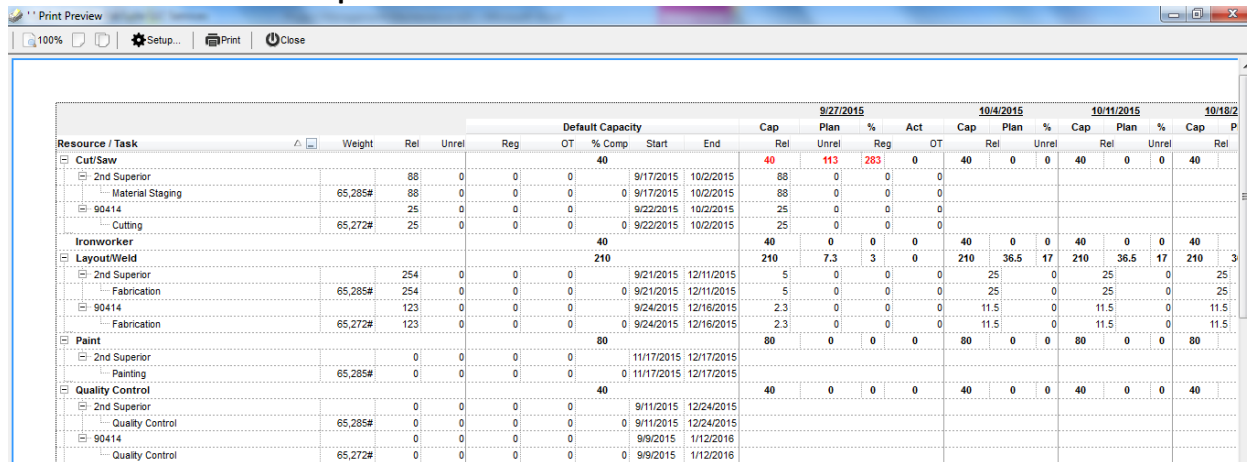 ' ' Print Preview
100% Setup... Print Close
9/27/2015 10/4/2015 10/11/2015 10/18/2
Default Capacity Cap Plan % Act Cap Plan % Cap Plan % Cap P
Resource / Task Weight Rel Unrel Reg OT % Comp Start End Rel Unrel Reg OT Rel Unrel Rel Unrel Rel
Cut/Saw 40 40 113 283 0 40 0 0 40 0 0 40
2nd Superior 88 0 0 0 9/17/2015 10/2/2015 88 0 0 0
Material Staging 65,285# 88 0 0 0 0 9/17/2015 10/2/2015 88 0 0 0
90414 25 0 0 0 9/22/2015 10/2/2015 25 0 0 0
Cutting 65,272# 25 0 0 0 0 9/22/2015 10/2/2015 25 0 0 0
Ironworker 40 40 0 0 0 40 0 0 40 0 0 40
Layout/Weld 210 210 7.3 3 0 210 36.5 17 210 36.5 17 210 3
2nd Superior 254 0 0 0 9/21/2015 12/11/2015 5 0 0 0 25 0 25 0 25
Fabrication 65,285# 254 0 0 0 0 9/21/2015 12/11/2015 5 0 0 0 25 0 25 0 25
90414 123 0 0 0 9/24/2015 12/16/2015 2.3 0 0 0 11.5 0 11.5 0 11.5
Fabrication 65,272# 123 0 0 0 0 9/24/2015 12/16/2015 2.3 0 0 0 11.5 0 11.5 0 11.5
Paint 80 80 0 0 0 80 0 0 80 0 0 80
2nd Superior 0 0 0 0 11/17/2015 12/17/2015
Painting 65,285# 0 0 0 0 0 11/17/2015 12/17/2015
Quality Control 40 40 0 0 0 40 0 0 40 0 0 40
2nd Superior 0 0 0 0 9/11/2015 12/24/2015
Quality Control 65,285# 0 0 0 0 0 9/11/2015 12/24/2015
90414 0 0 0 0 9/9/2015 1/12/2016
Quality Control 65,272# 0 0 0 0 0 9/9/2015 1/12/2016